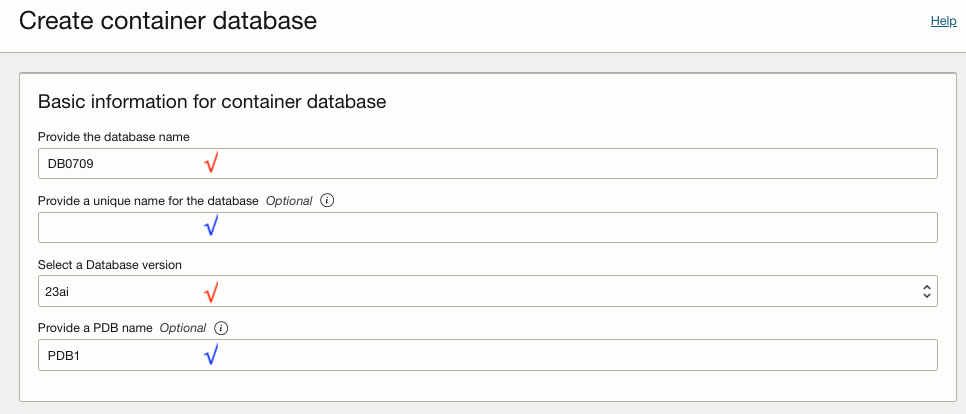 Create container database
Help
Basic information for container database
Provide the database name
DB0709 √
Provide a unique name for the database Optional i
√
Select a Database version
23ai √
Provide a PDB name Optional i
PDB1 √